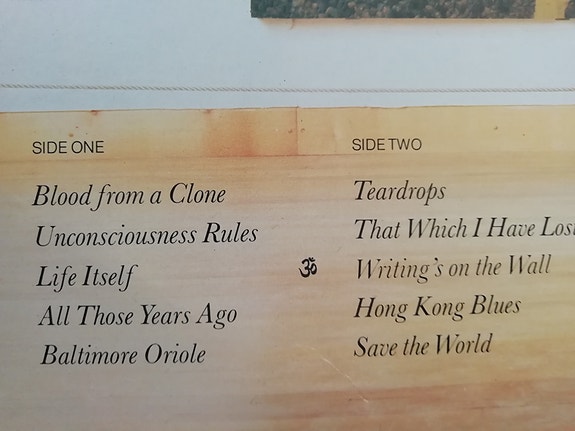 SIDE ONE
Blood from a Clone
Unconsciousness Rules
Life Itself
All Those Years Ago
Baltimore Oriole
ॐ
SIDE TWO
Teardrops
That Which I Have Lost
Writing's on the Wall
Hong Kong Blues
Save the World